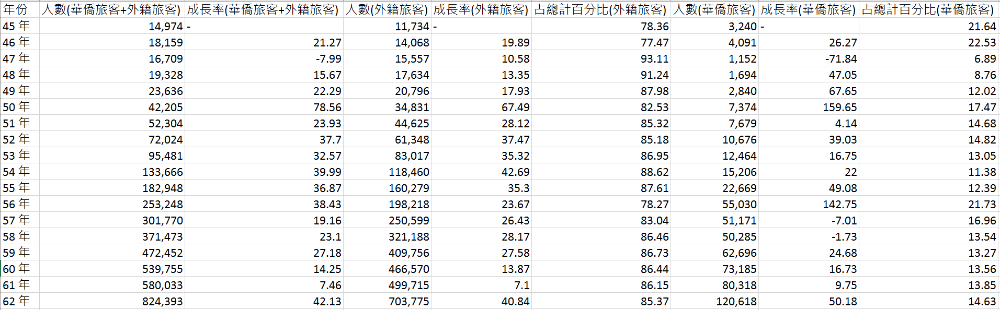 年份 人數(華僑旅客+外籍旅客) 成長率(華僑旅客+外籍旅客) 人數(外籍旅客) 成長率(外籍旅客) 占總計百分比(外籍旅客) 人數(華僑旅客) 成長率(華僑旅客) 占總計百分比(華僑旅客)
45 年 14,974 - 11,734 - 78.36 3,240 - 21.64
46 年 18,159 21.27 14,068 19.89 77.47 4,091 26.27 22.53
47 年 16,709 -7.99 15,557 10.58 93.11 1,152 -71.84 6.89
48 年 19,328 15.67 17,634 13.35 91.24 1,694 47.05 8.76
49 年 23,636 22.29 20,796 17.93 87.98 2,840 67.65 12.02
50 年 42,205 78.56 34,831 67.49 82.53 7,374 159.65 17.47
51 年 52,304 23.93 44,625 28.12 85.32 7,679 4.14 14.68
52 年 72,024 37.7 61,348 37.47 85.18 10,676 39.03 14.82
53 年 95,481 32.57 83,017 35.32 86.95 12,464 16.75 13.05
54 年 133,666 39.99 118,460 42.69 88.62 15,206 22 11.38
55 年 182,948 36.87 160,279 35.3 87.61 22,669 49.08 12.39
56 年 253,248 38.43 198,218 23.67 78.27 55,030 142.75 21.73
57 年 301,770 19.16 250,599 26.43 83.04 51,171 -7.01 16.96
58 年 371,473 23.1 321,188 28.17 86.46 50,285 -1.73 13.54
59 年 472,452 27.18 409,756 27.58 86.73 62,696 24.68 13.27
60 年 539,755 14.25 466,570 13.87 86.44 73,185 16.73 13.56
61 年 580,033 7.46 499,715 7.1 86.15 80,318 9.75 13.85
62 年 824,393 42.13 703,775 40.84 85.37 120,618 50.18 14.63